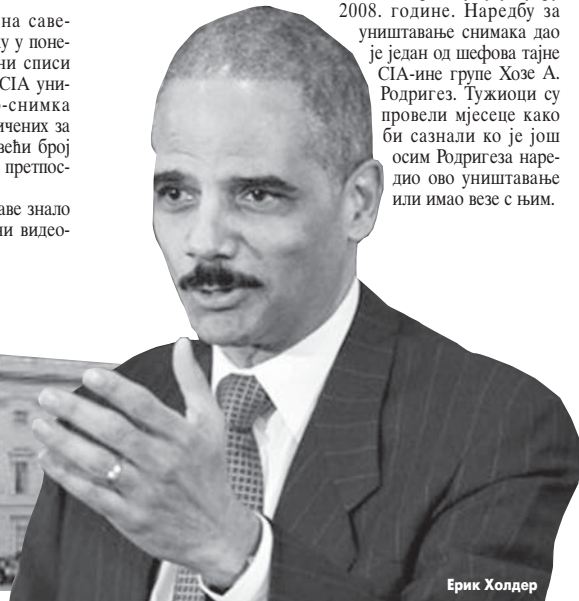 на саве-
ку у поне-
ни списи
CIA уни-
о-снимка
ичених за
већи број
претпос-
аве знало
ни видео-
2008. године. Наредбу за
уништавање снимака дао
је један од шефова тајне
CIA-ине групе Хозе А.
Родригез. Тужиоци су
провели мјесеце како
би сазнали ко је још
осим Родригеза наре-
дио ово уништавање
или имао везе с њим.
Ерик Холдер